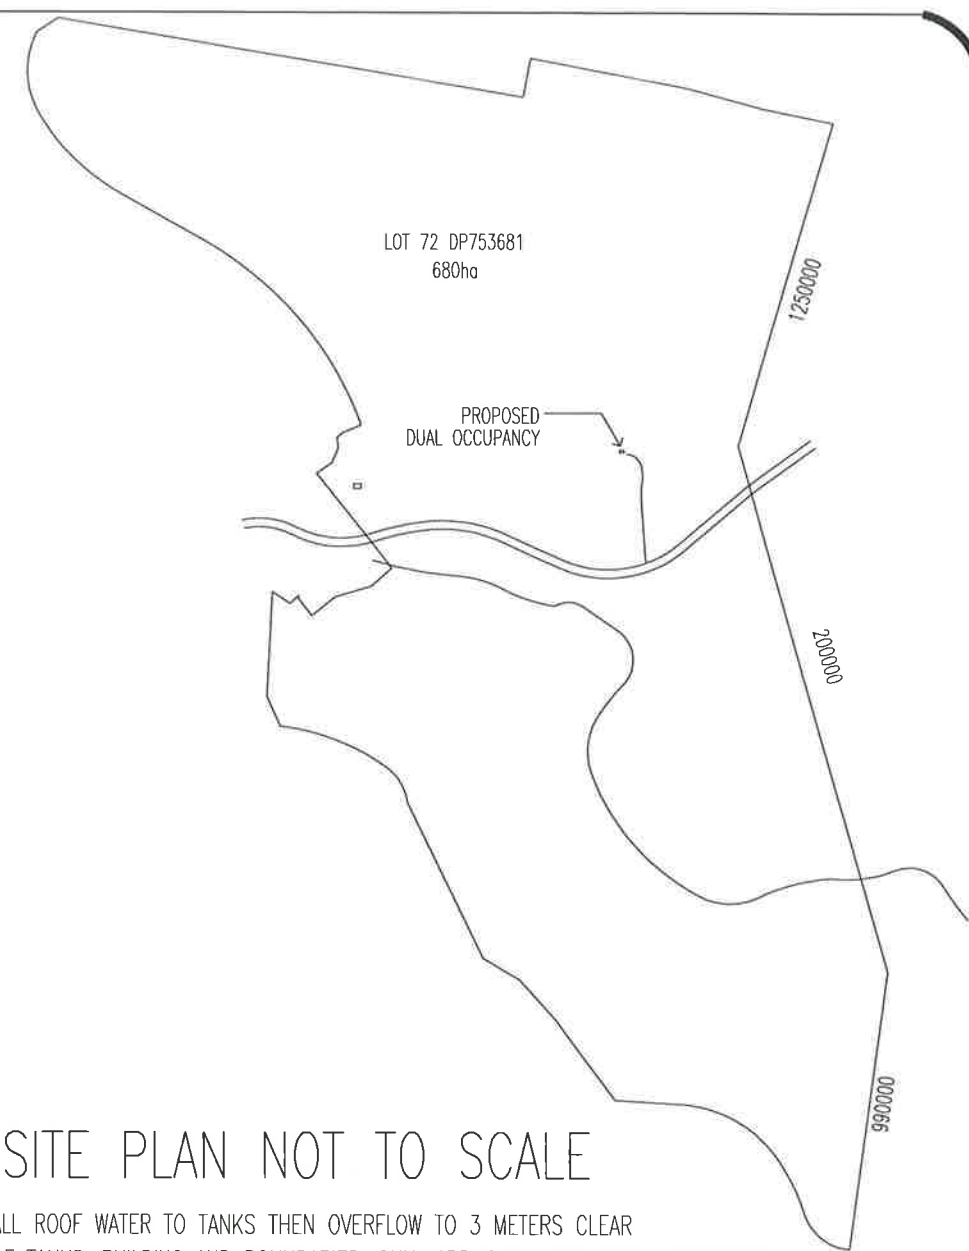 LOT 72 DP753681
680ha
1250000
PROPOSED
DUAL OCCUPANCY
200000
990000
SITE PLAN NOT TO SCALE
ALL ROOF WATER TO TANKS THEN OVERFLOW TO 3 METERS CLEAR